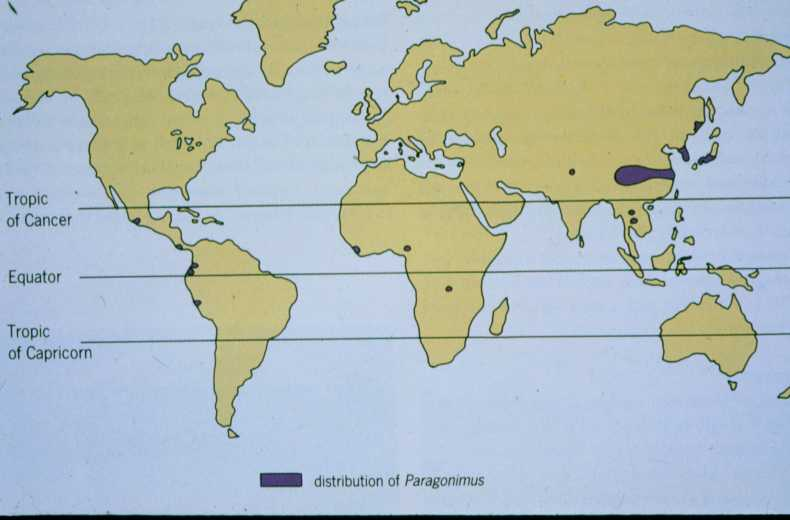 Tropic
of Cancer
Equator
Tropic
of Capricorn
distribution of Paragonimus